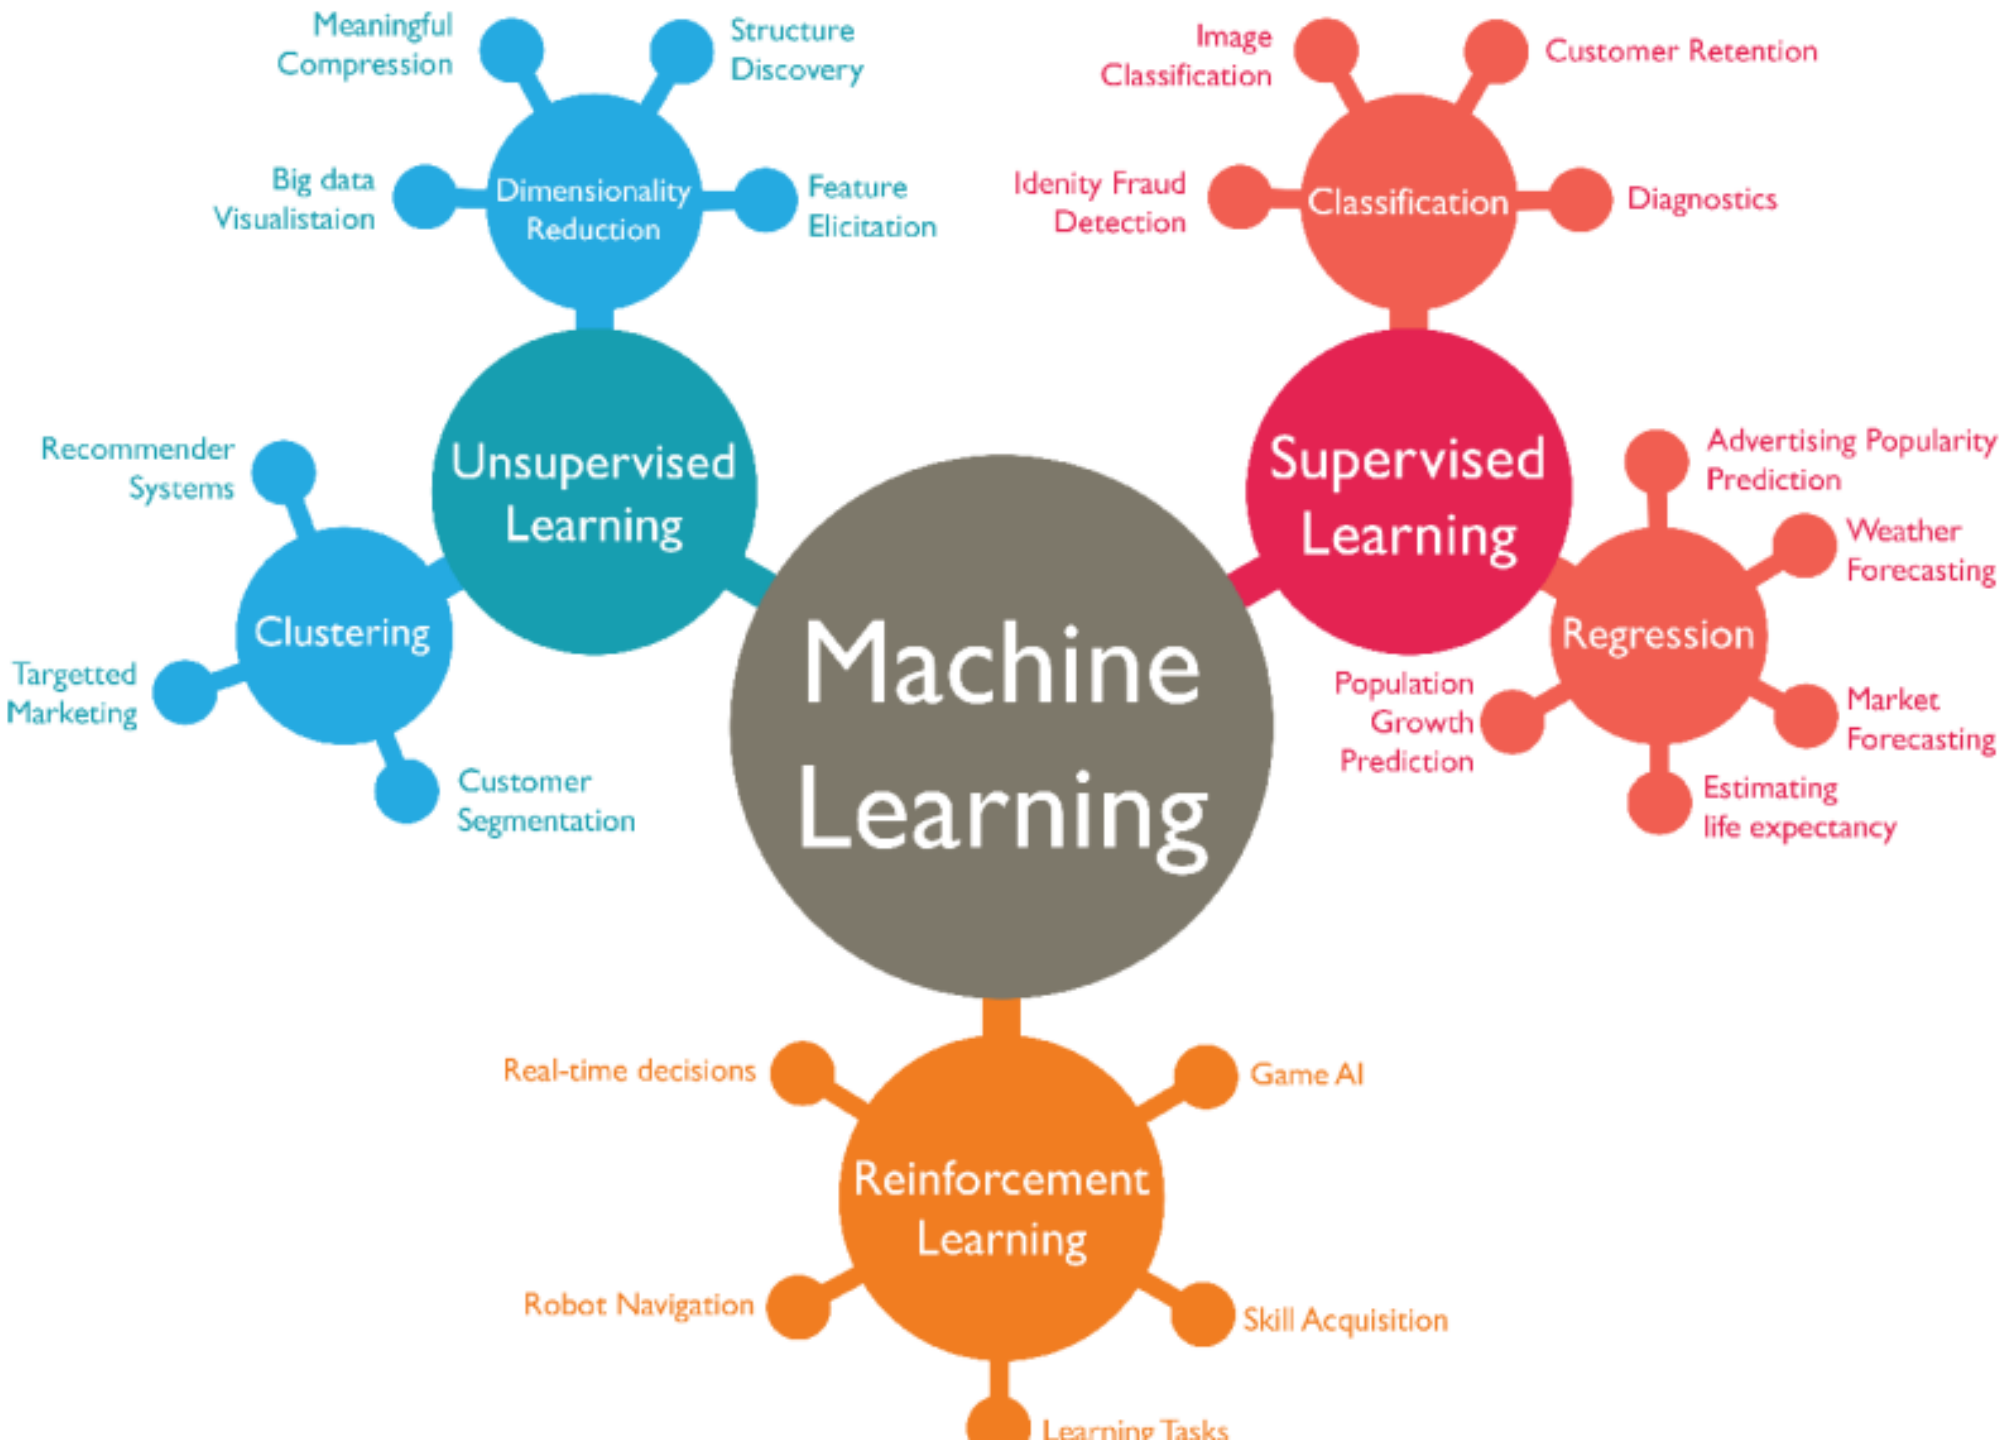 Meaningful
Compression
Structure
Discovery
Big data
Visualistaion
Dimensionality
Reduction
Feature
Elicitation
Image
Classification
Customer Retention
Idenity Fraud
Detection
Classification
Diagnostics
Unsupervised
Learning
Recommender
Systems
Clustering
Targetted
Marketing
Customer
Segmentation
Supervised
Learning
Advertising Popularity
Prediction
Weather
Forecasting
Regression
Population
Growth
Prediction
Market
Forecasting
Estimating
life expectancy
Machine
Learning
Real-time decisions
Game AI
Reinforcement
Learning
Robot Navigation
Skill Acquisition
Learning Tasks